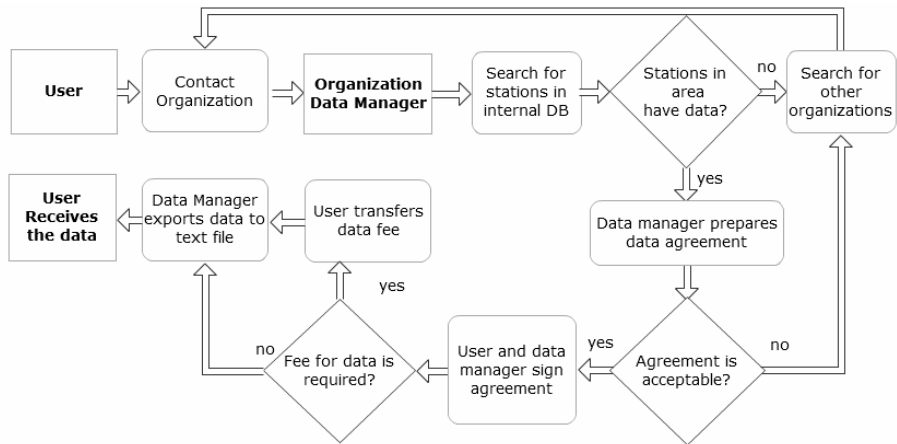 User
Contact
Organization
Organization
Data Manager
Search for
stations in
internal DB
Stations in
area
have data?
no
Search for
other
organizations
yes
Data manager prepares
data agreement
Agreement is
acceptable?
no
yes
User and data
manager sign
agreement
Fee for data is
required?
no
yes
User transfers
data fee
Data Manager
exports data to
text file
User
Receives
the data